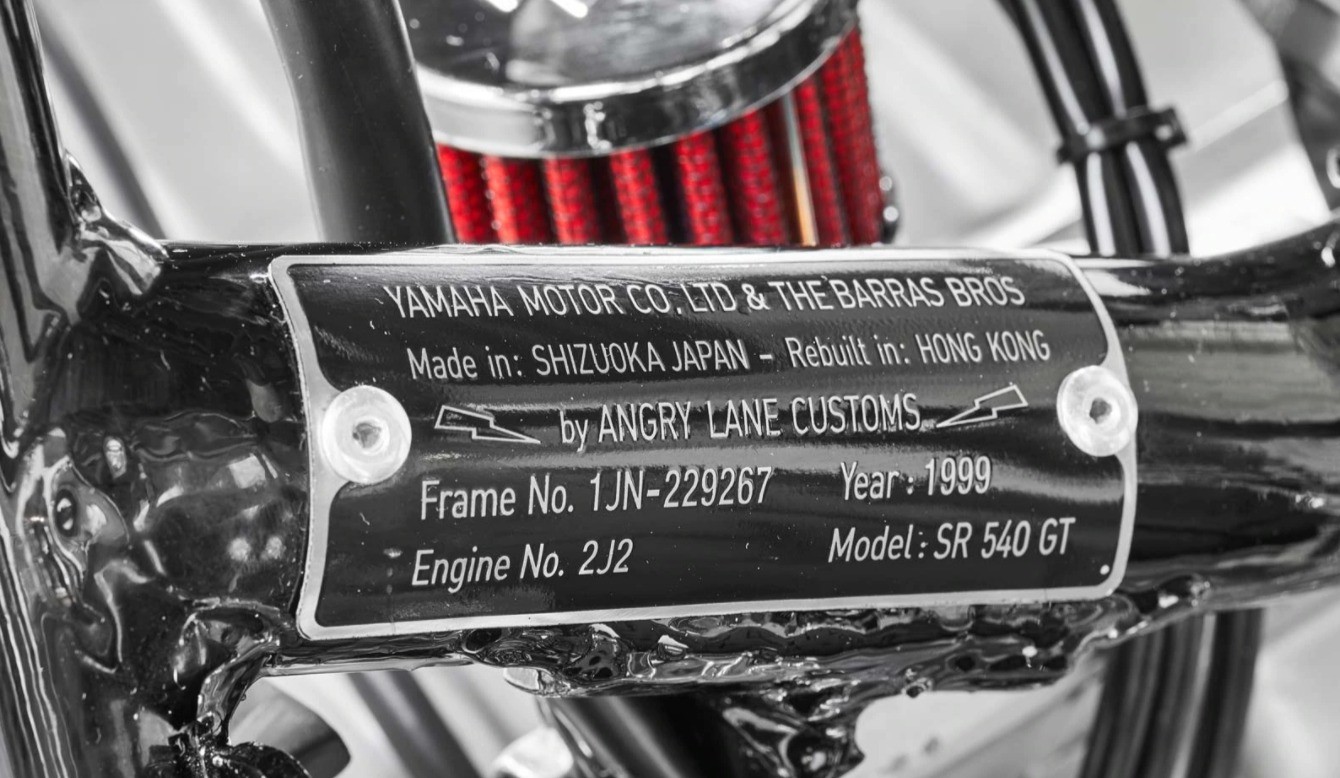 YAMAHA MOTOR CO, LTD & THE BARRAS BROS
Made in: SHIZUOKA JAPAN - Rebuilt in: HONG KONG
by ANGRY LANE CUSTOMS
Frame No. 1JN-229267 Year: 1999
Engine No. 2J2 Model: SR 540 GT